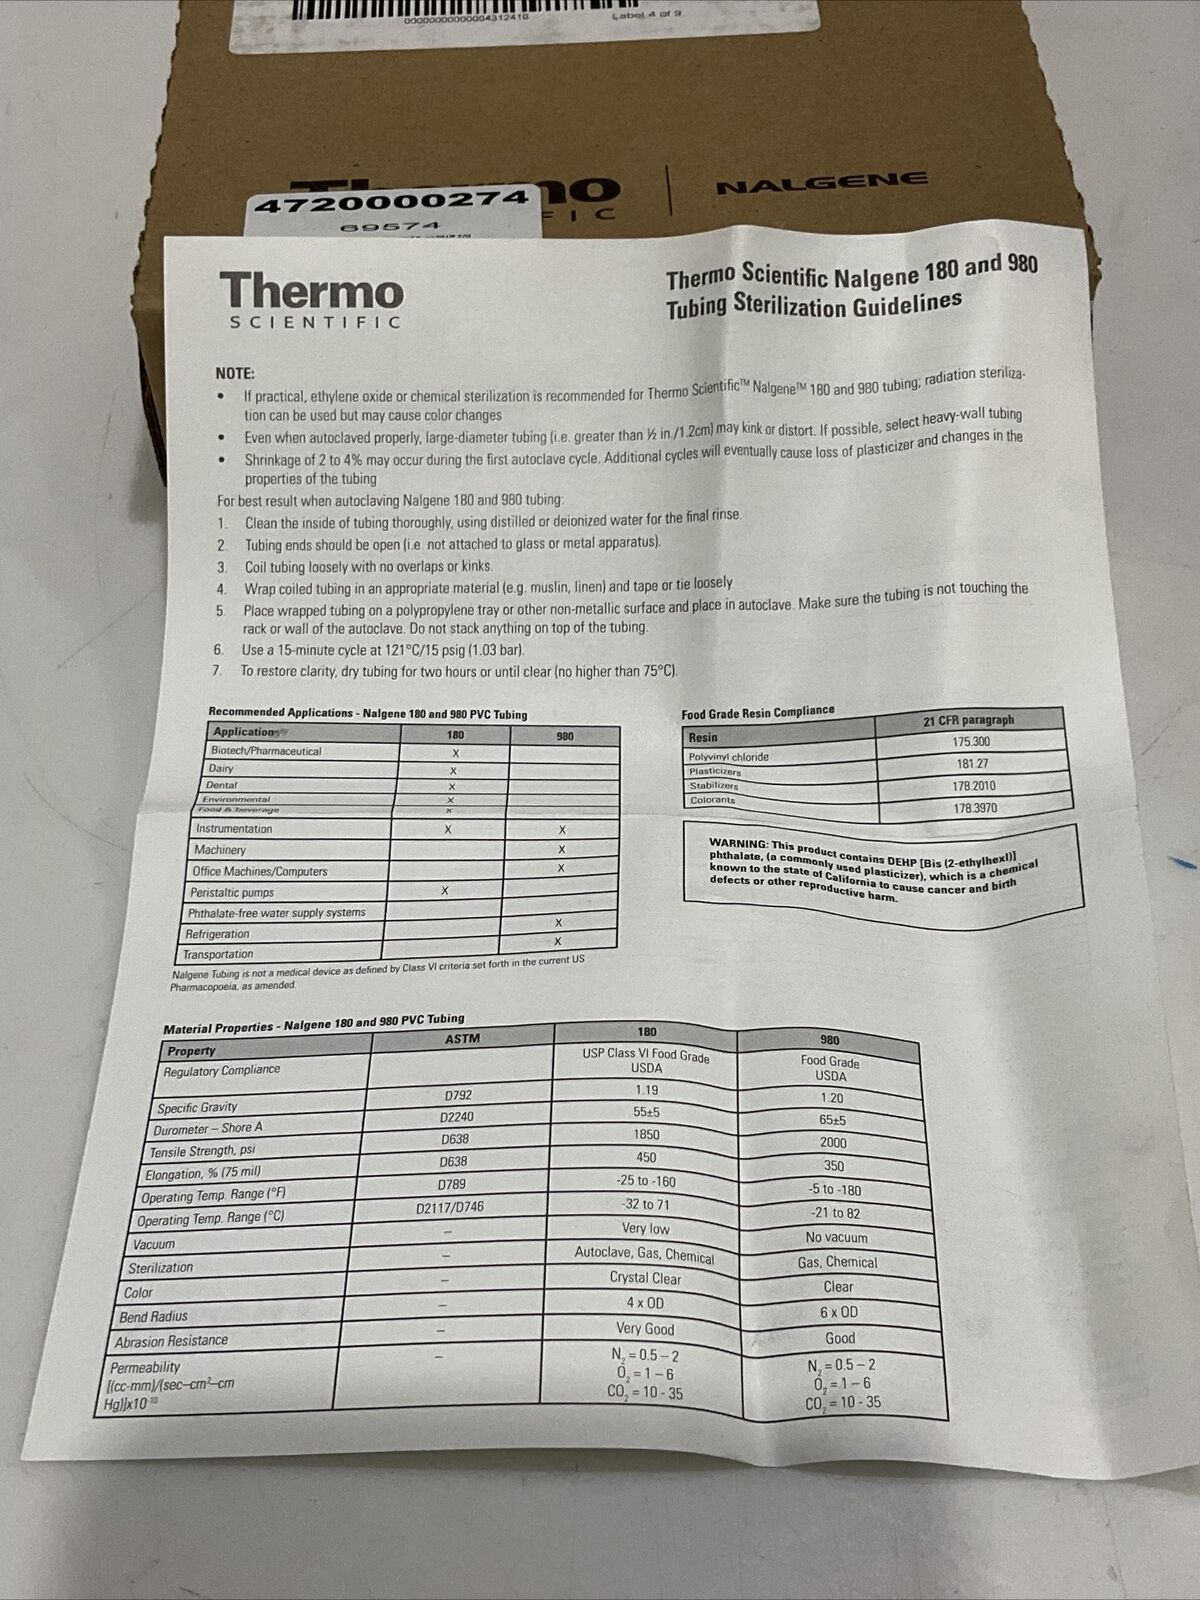 0000000000004312410
Label 4 of 9
Thermo
NALGENE
4720000274
69574
Thermo
SCIENTIFIC
Thermo Scientific Nalgene 180 and 980
Tubing Sterilization Guidelines
NOTE:
• If practical, ethylene oxide or chemical sterilization is recommended for Thermo Scientific™ Nalgene™ 180 and 980 tubing; radiation steriliza-
tion can be used but may cause color changes
• Even when autoclaved properly, large-diameter tubing (i.e. greater than ½ in./1.2cm) may kink or distort. If possible, select heavy-wall tubing
• Shrinkage of 2 to 4% may occur during the first autoclave cycle. Additional cycles will eventually cause loss of plasticizer and changes in the
properties of the tubing
For best result when autoclaving Nalgene 180 and 980 tubing:
1. Clean the inside of tubing thoroughly, using distilled or deionized water for the final rinse.
2. Tubing ends should be open (i.e. not attached to glass or metal apparatus).
3. Coil tubing loosely with no overlaps or kinks.
4. Wrap coiled tubing in an appropriate material (e.g. muslin, linen) and tape or tie loosely
5. Place wrapped tubing on a polypropylene tray or other non-metallic surface and place in autoclave. Make sure the tubing is not touching the
rack or wall of the autoclave. Do not stack anything on top of the tubing.
6. Use a 15-minute cycle at 121°C/15 psig (1.03 bar).
7. To restore clarity, dry tubing for two hours or until clear (no higher than 75°C).
Recommended Applications - Nalgene 180 and 980 PVC Tubing
Application 180 980
Biotech/Pharmaceutical X
Dairy X
Dental X
Environmental X
Food & beverage X
Instrumentation X X
Machinery X
Office Machines/Computers X
Peristaltic pumps X
Phthalate-free water supply systems
Refrigeration X
Transportation X
Nalgene Tubing is not a medical device as defined by Class VI criteria set forth in the current US
Pharmacopoeia, as amended.
Food Grade Resin Compliance
Resin 21 CFR paragraph
Polyvinyl chloride 175.300
Plasticizers 181.27
Stabilizers 178.2010
Colorants 178.3970
WARNING: This product contains DEHP [Bis (2-ethylhexl)]
phthalate, (a commonly used plasticizer), which is a chemical
known to the state of California to cause cancer and birth
defects or other reproductive harm.
Material Properties - Nalgene 180 and 980 PVC Tubing
Property ASTM 180 980
Regulatory Compliance USP Class VI Food Grade Food Grade
USDA USDA
Specific Gravity D792 1.19 1.20
Durometer – Shore A D2240 55±5 65±5
Tensile Strength, psi D638 1850 2000
Elongation, % (75 mil) D638 450 350
Operating Temp. Range (°F) D789 -25 to -160 -5 to -180
Operating Temp. Range (°C) D2117/D746 -32 to 71 -21 to 82
Vacuum – Very low No vacuum
Sterilization – Autoclave, Gas, Chemical Gas, Chemical
Color – Crystal Clear Clear
Bend Radius – 4 x OD 6 x OD
Abrasion Resistance – Very Good Good
Permeability – N₂ = 0.5 – 2 N₂ = 0.5 – 2
[(cc-mm)/(sec–cm²–cm O₂ = 1 – 6 O₂ = 1 – 6
Hg)]x10⁻¹⁰ CO₂ = 10 - 35 CO₂ = 10 - 35